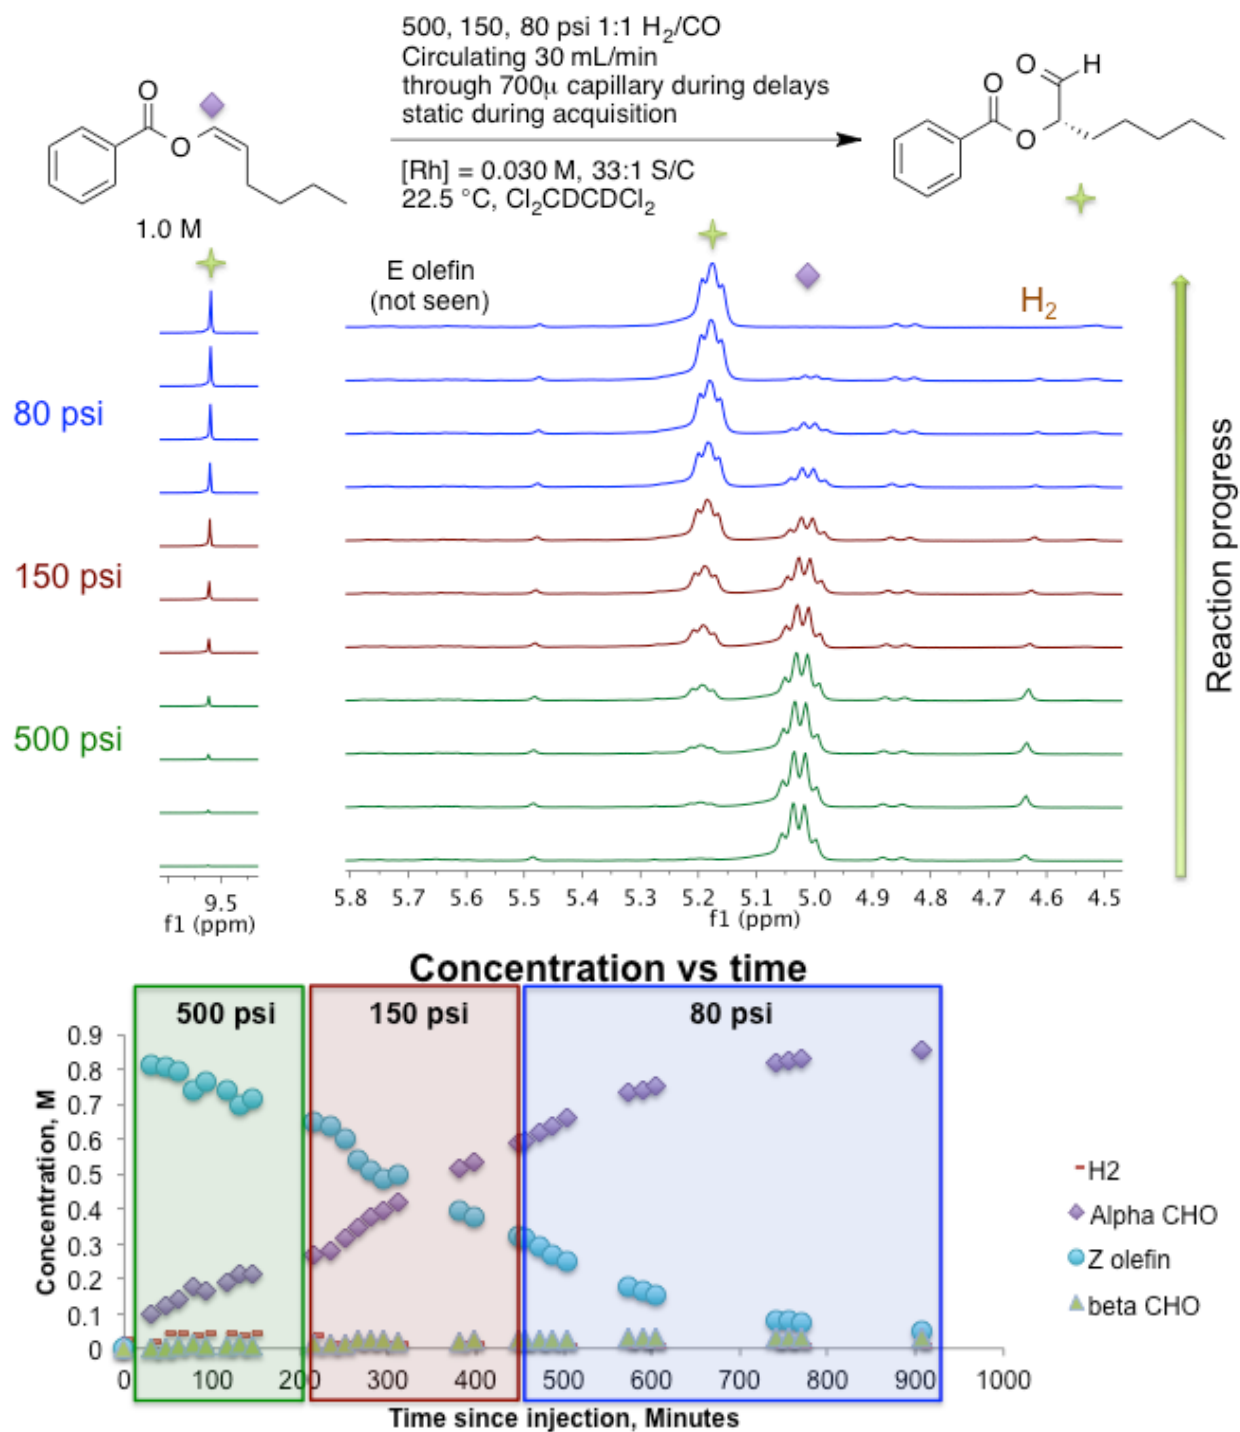 500, 150, 80 psi 1:1 H₂/CO
Circulating 30 mL/min
through 700μ capillary during delays
static during acquisition
[Rh] = 0.030 M, 33:1 S/C
22.5 °C, Cl₂CDCDCl₂
O
O
1.0 M
O
H
O
O
E olefin
(not seen)
H₂
80 psi
150 psi
500 psi
Reaction progress
9.5
f1 (ppm)
5.8 5.7 5.6 5.5 5.4 5.3 5.2 5.1 5.0 4.9 4.8 4.7 4.6 4.5
f1 (ppm)
Concentration vs time
500 psi
150 psi
80 psi
Concentration, M
0.9
0.8
0.7
0.6
0.5
0.4
0.3
0.2
0.1
0
0 100 200 300 400 500 600 700 800 900 1000
Time since injection, Minutes
H2
Alpha CHO
Z olefin
beta CHO